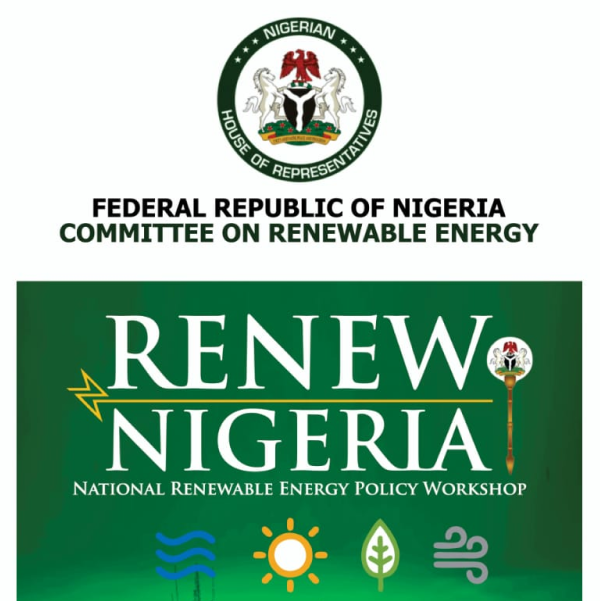 NIGERIAN
HOUSE OF REPRESENTATIVES
FEDERAL REPUBLIC OF NIGERIA
COMMITTEE ON RENEWABLE ENERGY
RENEW
NIGERIA
NATIONAL RENEWABLE ENERGY POLICY WORKSHOP